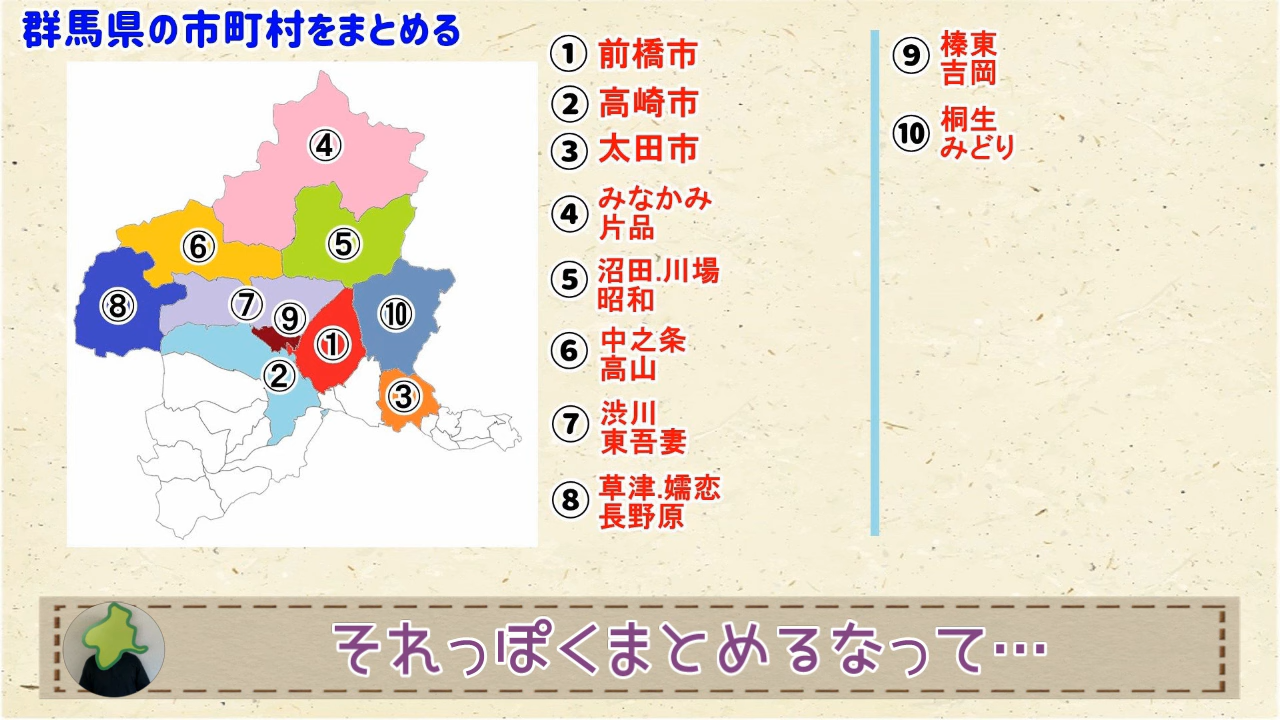 群馬県の市町村をまとめる
④
⑥
⑤
⑧
⑦
⑨
⑩
①
②
③
① 前橋市
② 高崎市
③ 太田市
④ みなかみ
片品
⑤ 沼田.川場
昭和
⑥ 中之条
高山
⑦ 渋川
東吾妻
⑧ 草津.嬬恋
長野原
⑨ 榛東
吉岡
⑩ 桐生
みどり
それっぽくまとめるなって…